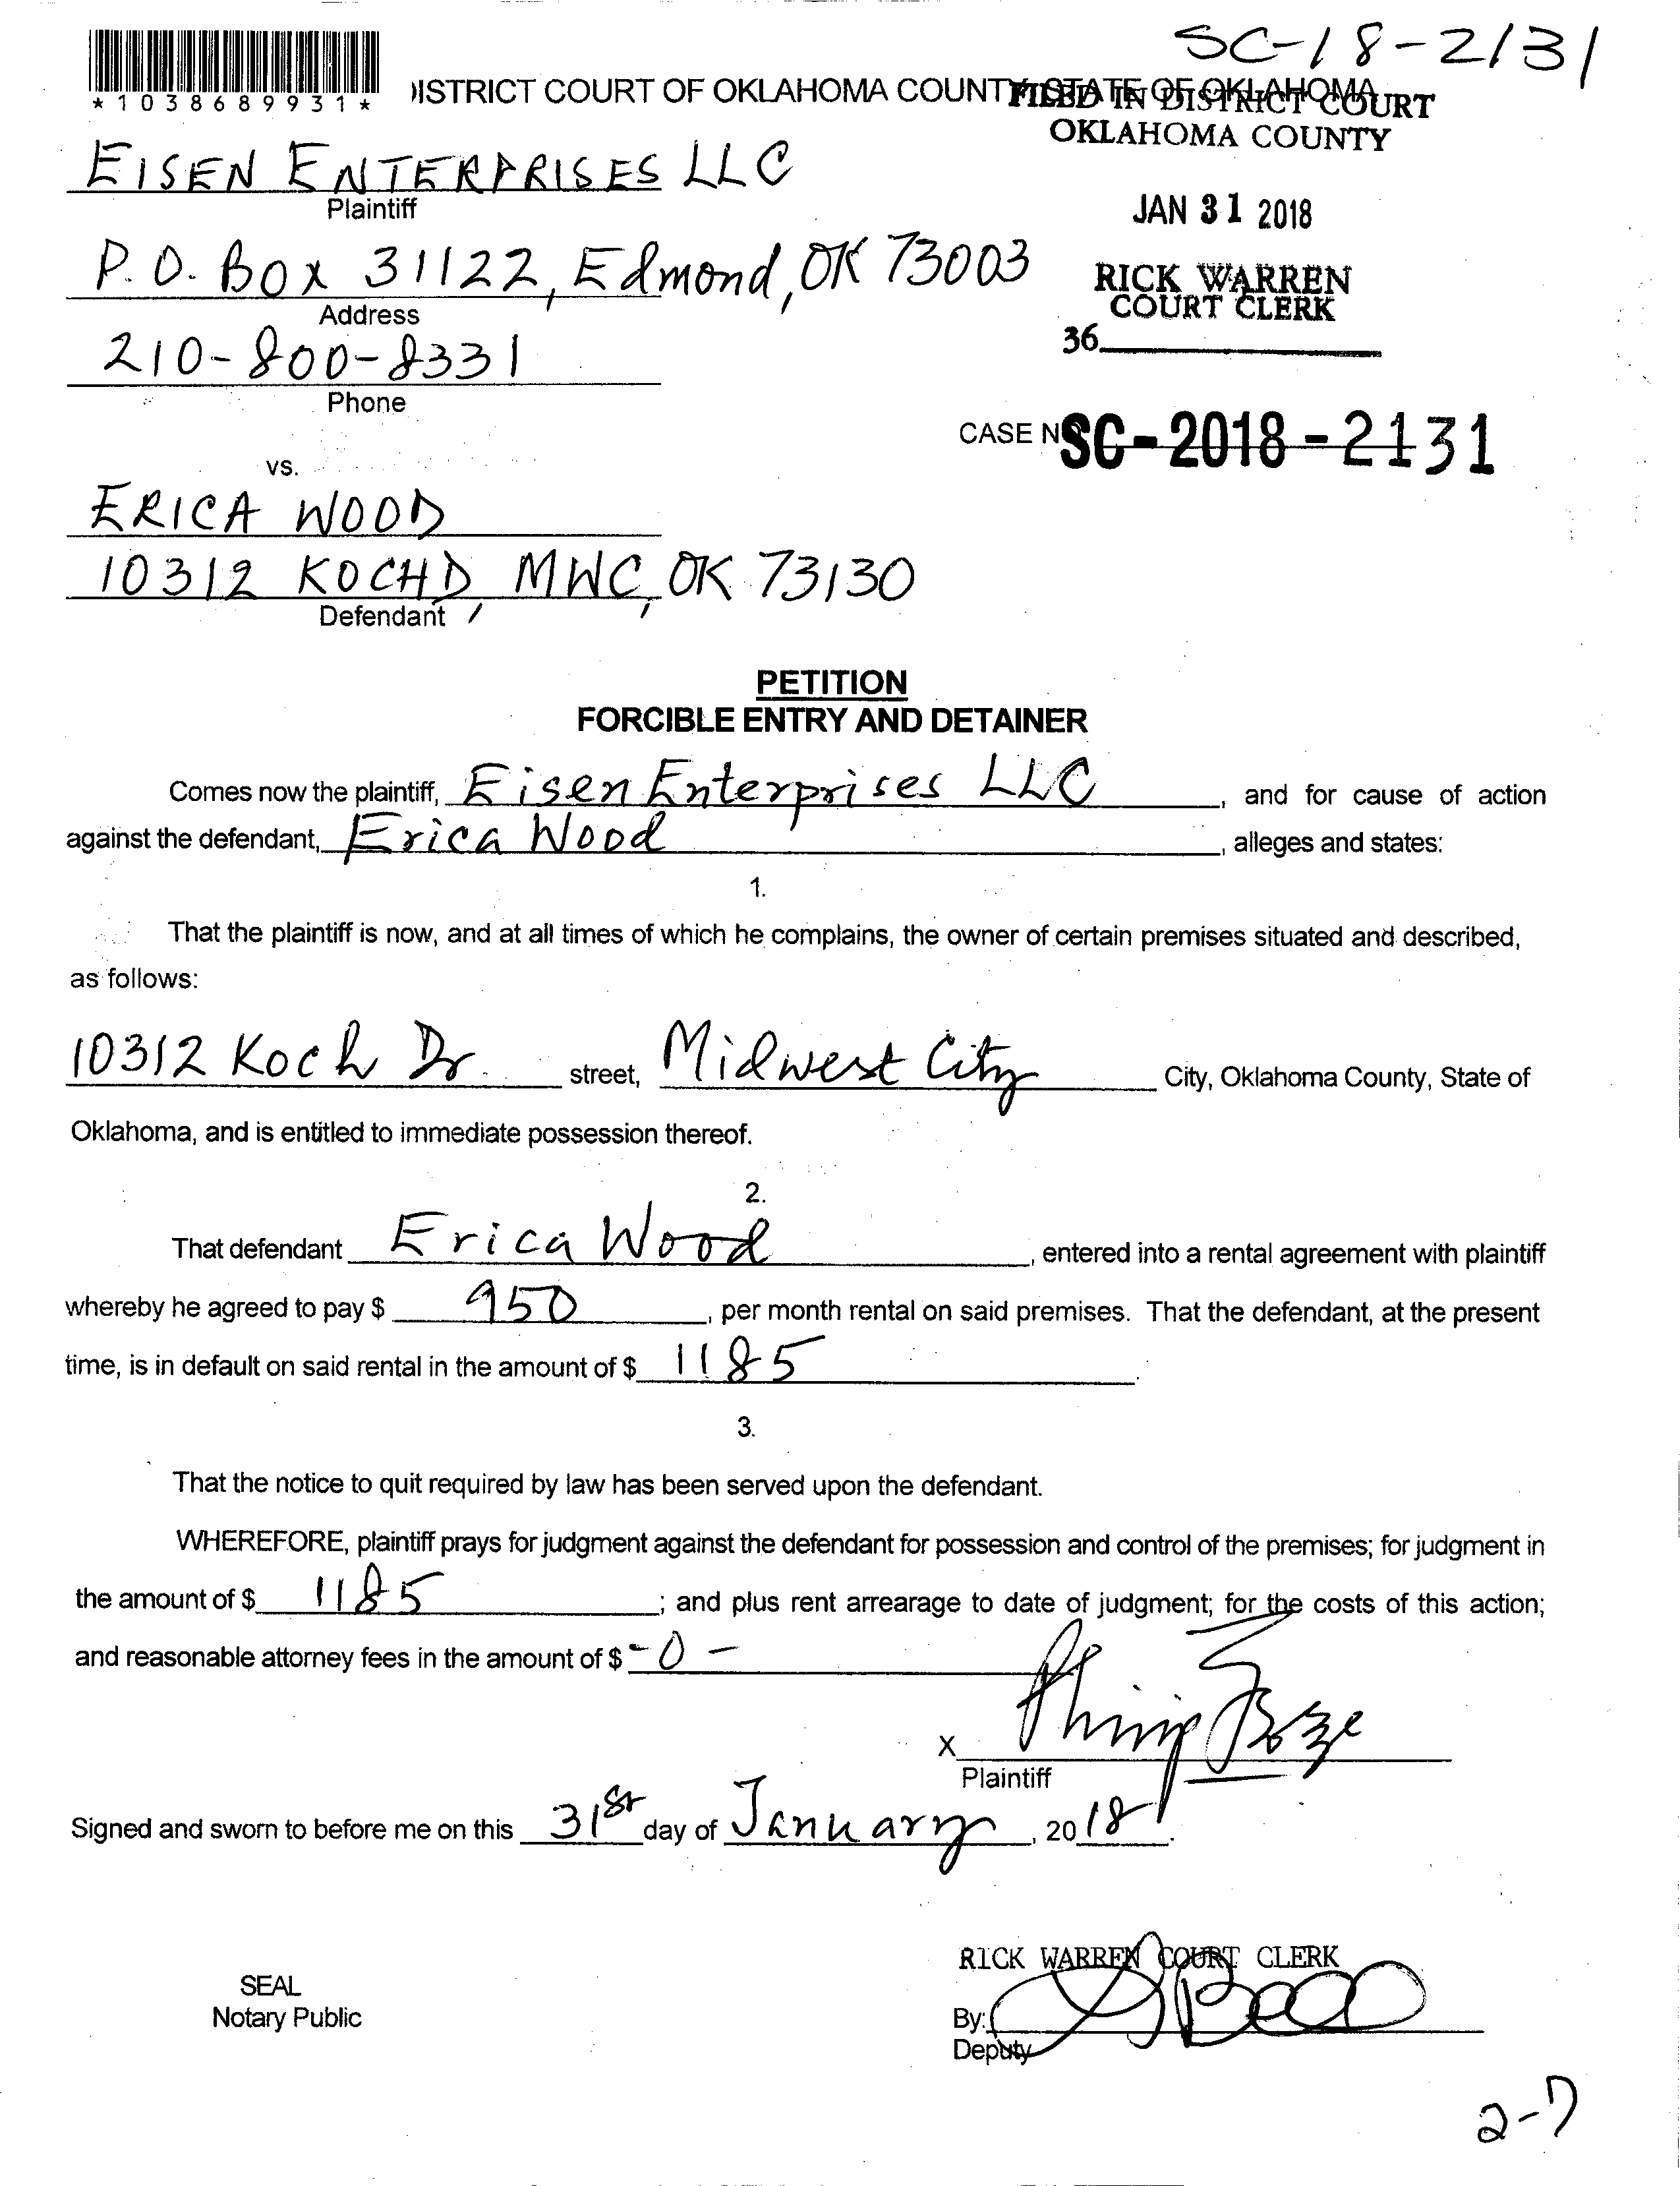 SC-18-2131
*1038689931*
DISTRICT COURT OF OKLAHOMA COUNTY, STATE OF OKLAHOMA
FILED IN DISTRICT COURT
OKLAHOMA COUNTY
EISEN ENTERPRISES LLC
Plaintiff
JAN 31 2018
P.O. Box 31122, Edmond, OK 73003
Address
RICK WARREN
COURT CLERK
36
210-800-8331
Phone
CASE NO. SC-2018-2131
vs.
ERICA WOOD
10312 KOCH D, MWC, OK 73130
Defendant
PETITION
FORCIBLE ENTRY AND DETAINER
Comes now the plaintiff, Eisen Enterprises LLC, and for cause of action
against the defendant, Erica Wood, alleges and states:
1.
That the plaintiff is now, and at all times of which he complains, the owner of certain premises situated and described,
as follows:
10312 Koch Dr. street, Midwest City City, Oklahoma County, State of
Oklahoma, and is entitled to immediate possession thereof.
2.
That defendant Erica Wood, entered into a rental agreement with plaintiff
whereby he agreed to pay $ 950, per month rental on said premises. That the defendant, at the present
time, is in default on said rental in the amount of $ 1185.
3.
That the notice to quit required by law has been served upon the defendant.
WHEREFORE, plaintiff prays for judgment against the defendant for possession and control of the premises; for judgment in
the amount of $ 1185; and plus rent arrearage to date of judgment; for the costs of this action;
and reasonable attorney fees in the amount of $ -0-
X
Plaintiff
Signed and sworn to before me on this 31st day of January, 2018.
RICK WARREN COURT CLERK
SEAL
Notary Public
By:
Deputy
2-7